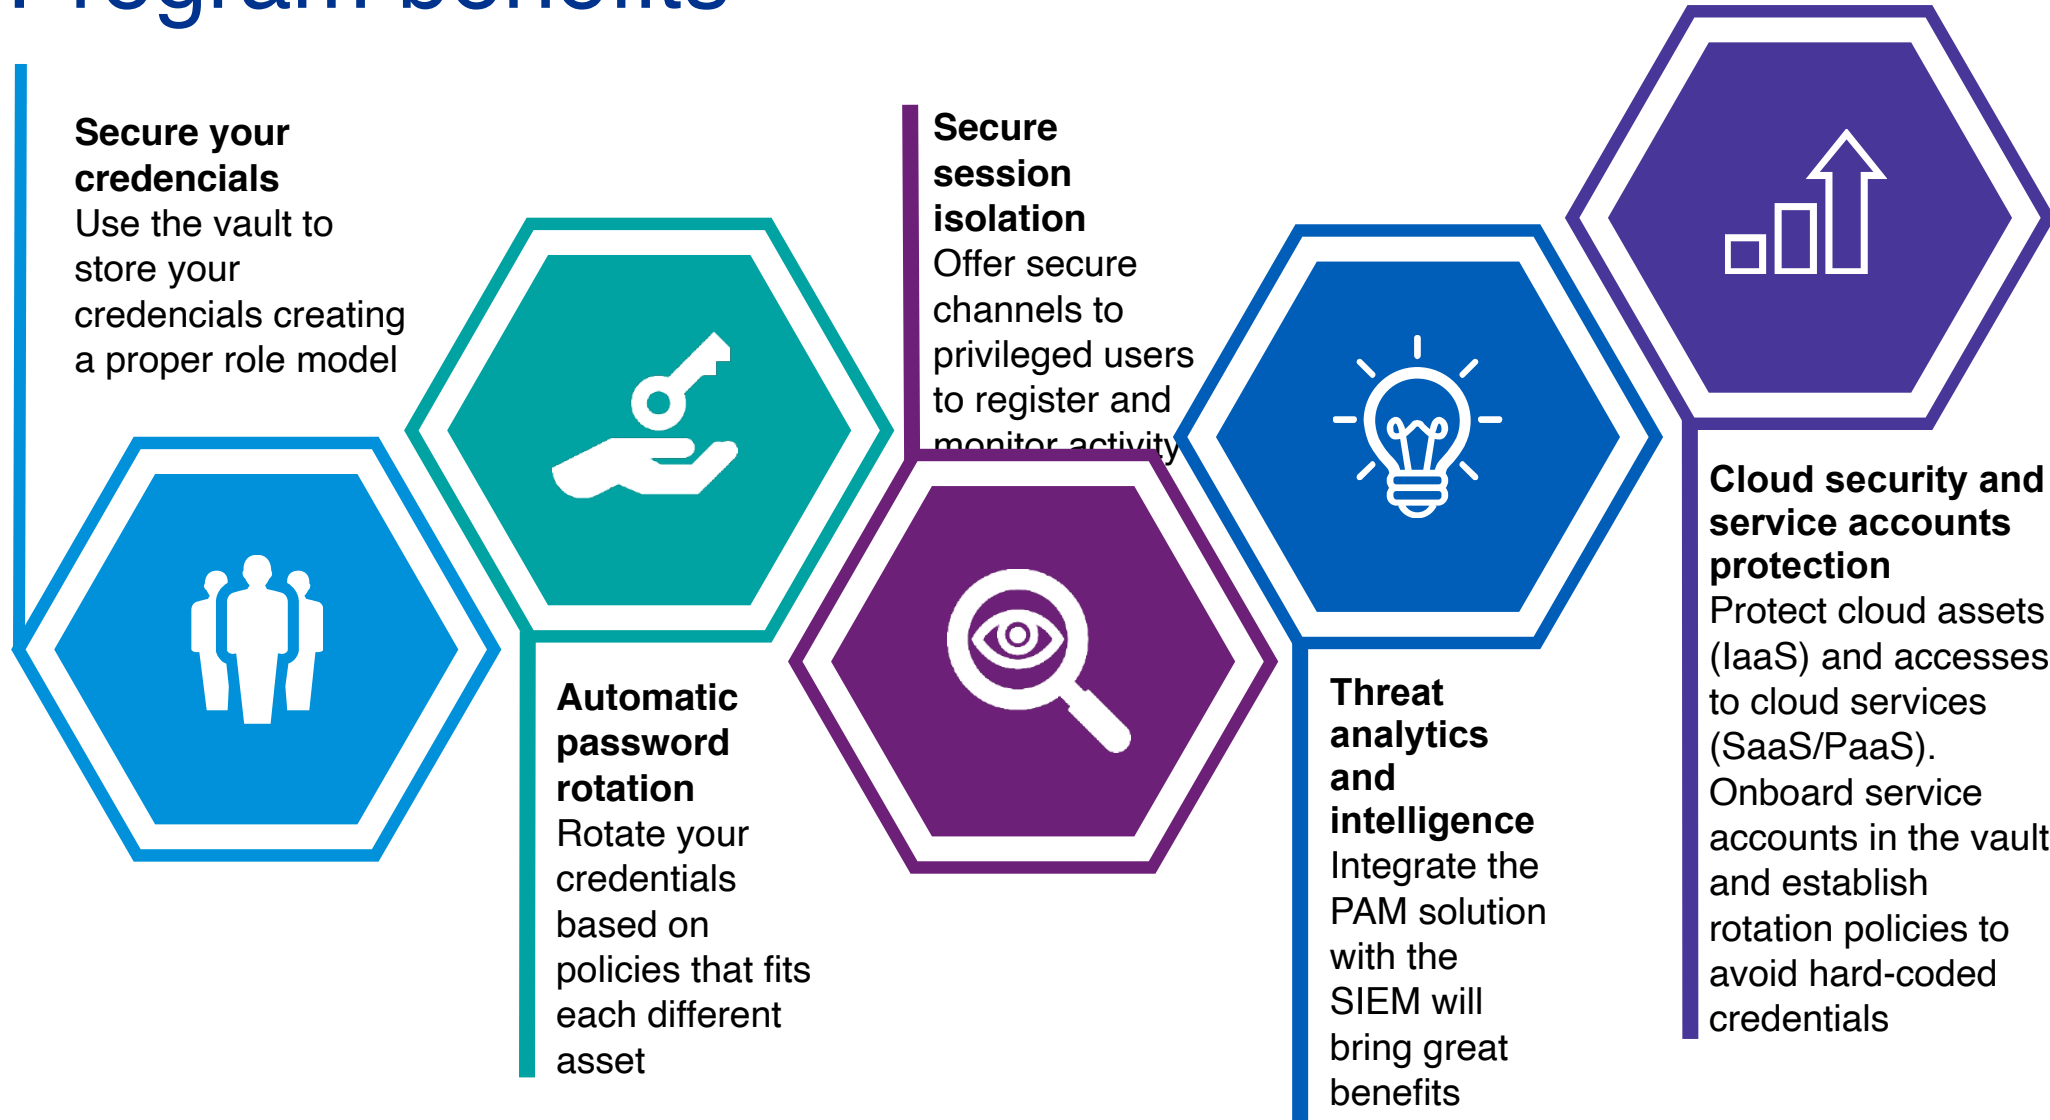 Program benefits
Secure your
credencials
Use the vault to
store your
credencials creating
a proper role model
Automatic
password
rotation
Rotate your
credentials
based on
policies that fits
each different
asset
Secure
session
isolation
Offer secure
channels to
privileged users
to register and
monitor activity
Threat
analytics
and
intelligence
Integrate the
PAM solution
with the
SIEM will
bring great
benefits
Cloud security and
service accounts
protection
Protect cloud assets
(IaaS) and accesses
to cloud services
(SaaS/PaaS).
Onboard service
accounts in the vault
and establish
rotation policies to
avoid hard-coded
credentials